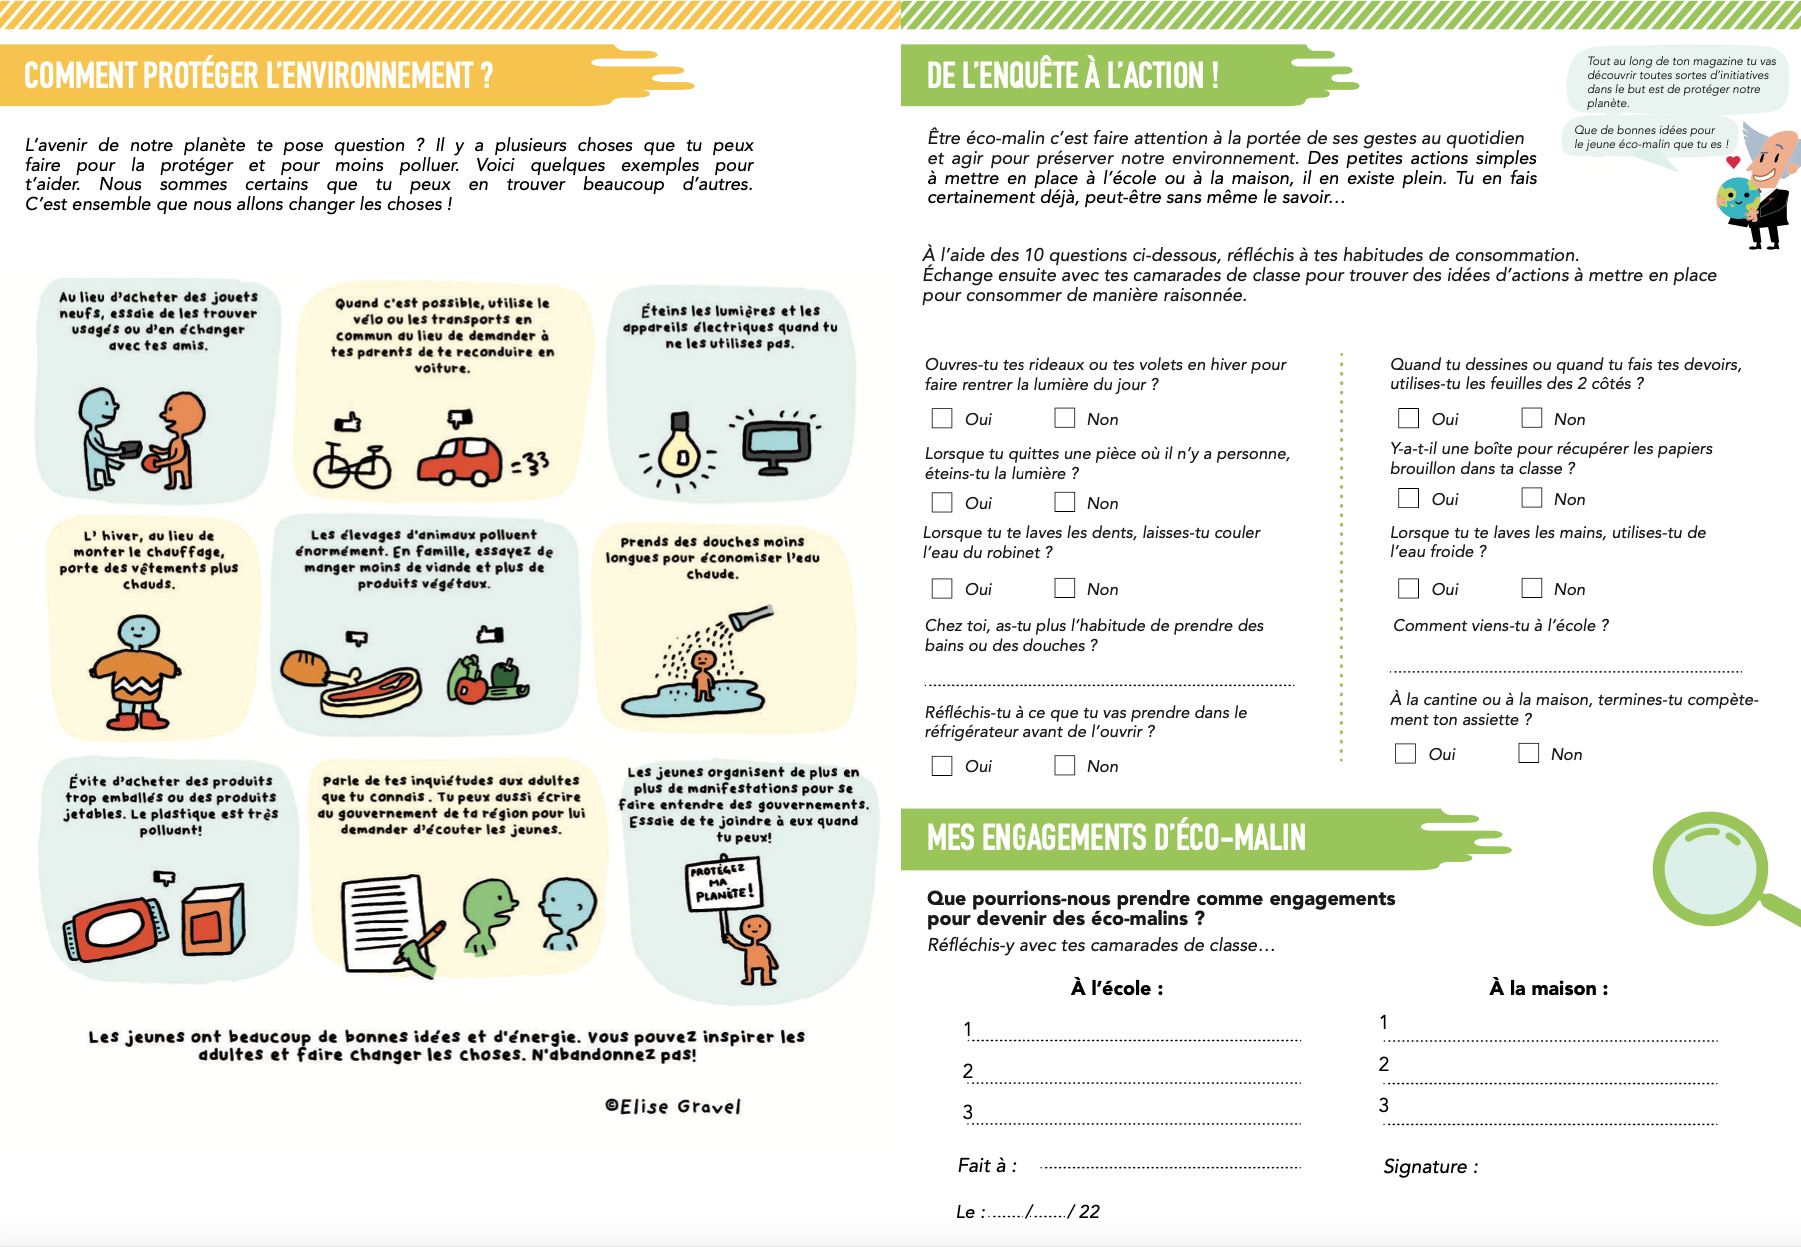 COMMENT PROTÉGER L'ENVIRONNEMENT ?
L'avenir de notre planète te pose question ? Il y a plusieurs choses que tu peux
faire pour la protéger et pour moins polluer. Voici quelques exemples pour
t'aider. Nous sommes certains que tu peux en trouver beaucoup d'autres.
C'est ensemble que nous allons changer les choses !
Au lieu d'acheter des jouets
neufs, essaie de les trouver
usagés ou d'en échanger
avec tes amis.
Quand c'est possible, utilise le
vélo ou les transports en
commun au lieu de demander à
tes parents de te reconduire en
voiture.
Éteins les lumières et les
appareils électriques quand tu
ne les utilises pas.
L'hiver, au lieu de
monter le chauffage,
porte des vêtements plus
chauds.
Les élevages d'animaux polluent
énormément. En famille, essayez de
manger moins de viande et plus de
produits végétaux.
Prends des douches moins
longues pour économiser l'eau
chaude.
Évite d'acheter des produits
trop emballés ou des produits
jetables. Le plastique est très
polluant!
Parle de tes inquiétudes aux adultes
que tu connais. Tu peux aussi écrire
au gouvernement de ta région pour lui
demander d'écouter les jeunes.
Les jeunes organisent de plus en
plus de manifestations pour se
faire entendre des gouvernements.
Essaie de te joindre à eux quand
tu peux!
PROTÉGEZ
MA
PLANÈTE!
Les jeunes ont beaucoup de bonnes idées et d'énergie. Vous pouvez inspirer les
adultes et faire changer les choses. N'abandonnez pas!
©Elise Gravel
DE L'ENQUÊTE À L'ACTION !
Tout au long de ton magazine tu vas
découvrir toutes sortes d'initiatives
dans le but est de protéger notre
planète.
Que de bonnes idées pour
le jeune éco-malin que tu es !
Être éco-malin c'est faire attention à la portée de ses gestes au quotidien
et agir pour préserver notre environnement. Des petites actions simples
à mettre en place à l'école ou à la maison, il en existe plein. Tu en fais
certainement déjà, peut-être sans même le savoir…
À l'aide des 10 questions ci-dessous, réfléchis à tes habitudes de consommation.
Échange ensuite avec tes camarades de classe pour trouver des idées d'actions à mettre en place
pour consommer de manière raisonnée.
Ouvres-tu tes rideaux ou tes volets en hiver pour
faire rentrer la lumière du jour ?
Oui Non
Lorsque tu quittes une pièce où il n'y a personne,
éteins-tu la lumière ?
Oui Non
Lorsque tu te laves les dents, laisses-tu couler
l'eau du robinet ?
Oui Non
Chez toi, as-tu plus l'habitude de prendre des
bains ou des douches ?
Réfléchis-tu à ce que tu vas prendre dans le
réfrigérateur avant de l'ouvrir ?
Oui Non
Quand tu dessines ou quand tu fais tes devoirs,
utilises-tu les feuilles des 2 côtés ?
Oui Non
Y-a-t-il une boîte pour récupérer les papiers
brouillon dans ta classe ?
Oui Non
Lorsque tu te laves les mains, utilises-tu de
l'eau froide ?
Oui Non
Comment viens-tu à l'école ?
À la cantine ou à la maison, termines-tu compète-
ment ton assiette ?
Oui Non
MES ENGAGEMENTS D'ÉCO-MALIN
Que pourrions-nous prendre comme engagements
pour devenir des éco-malins ?
Réfléchis-y avec tes camarades de classe…
À l'école :
1
2
3
À la maison :
1
2
3
Fait à :
Signature :
Le : ......./......./ 22